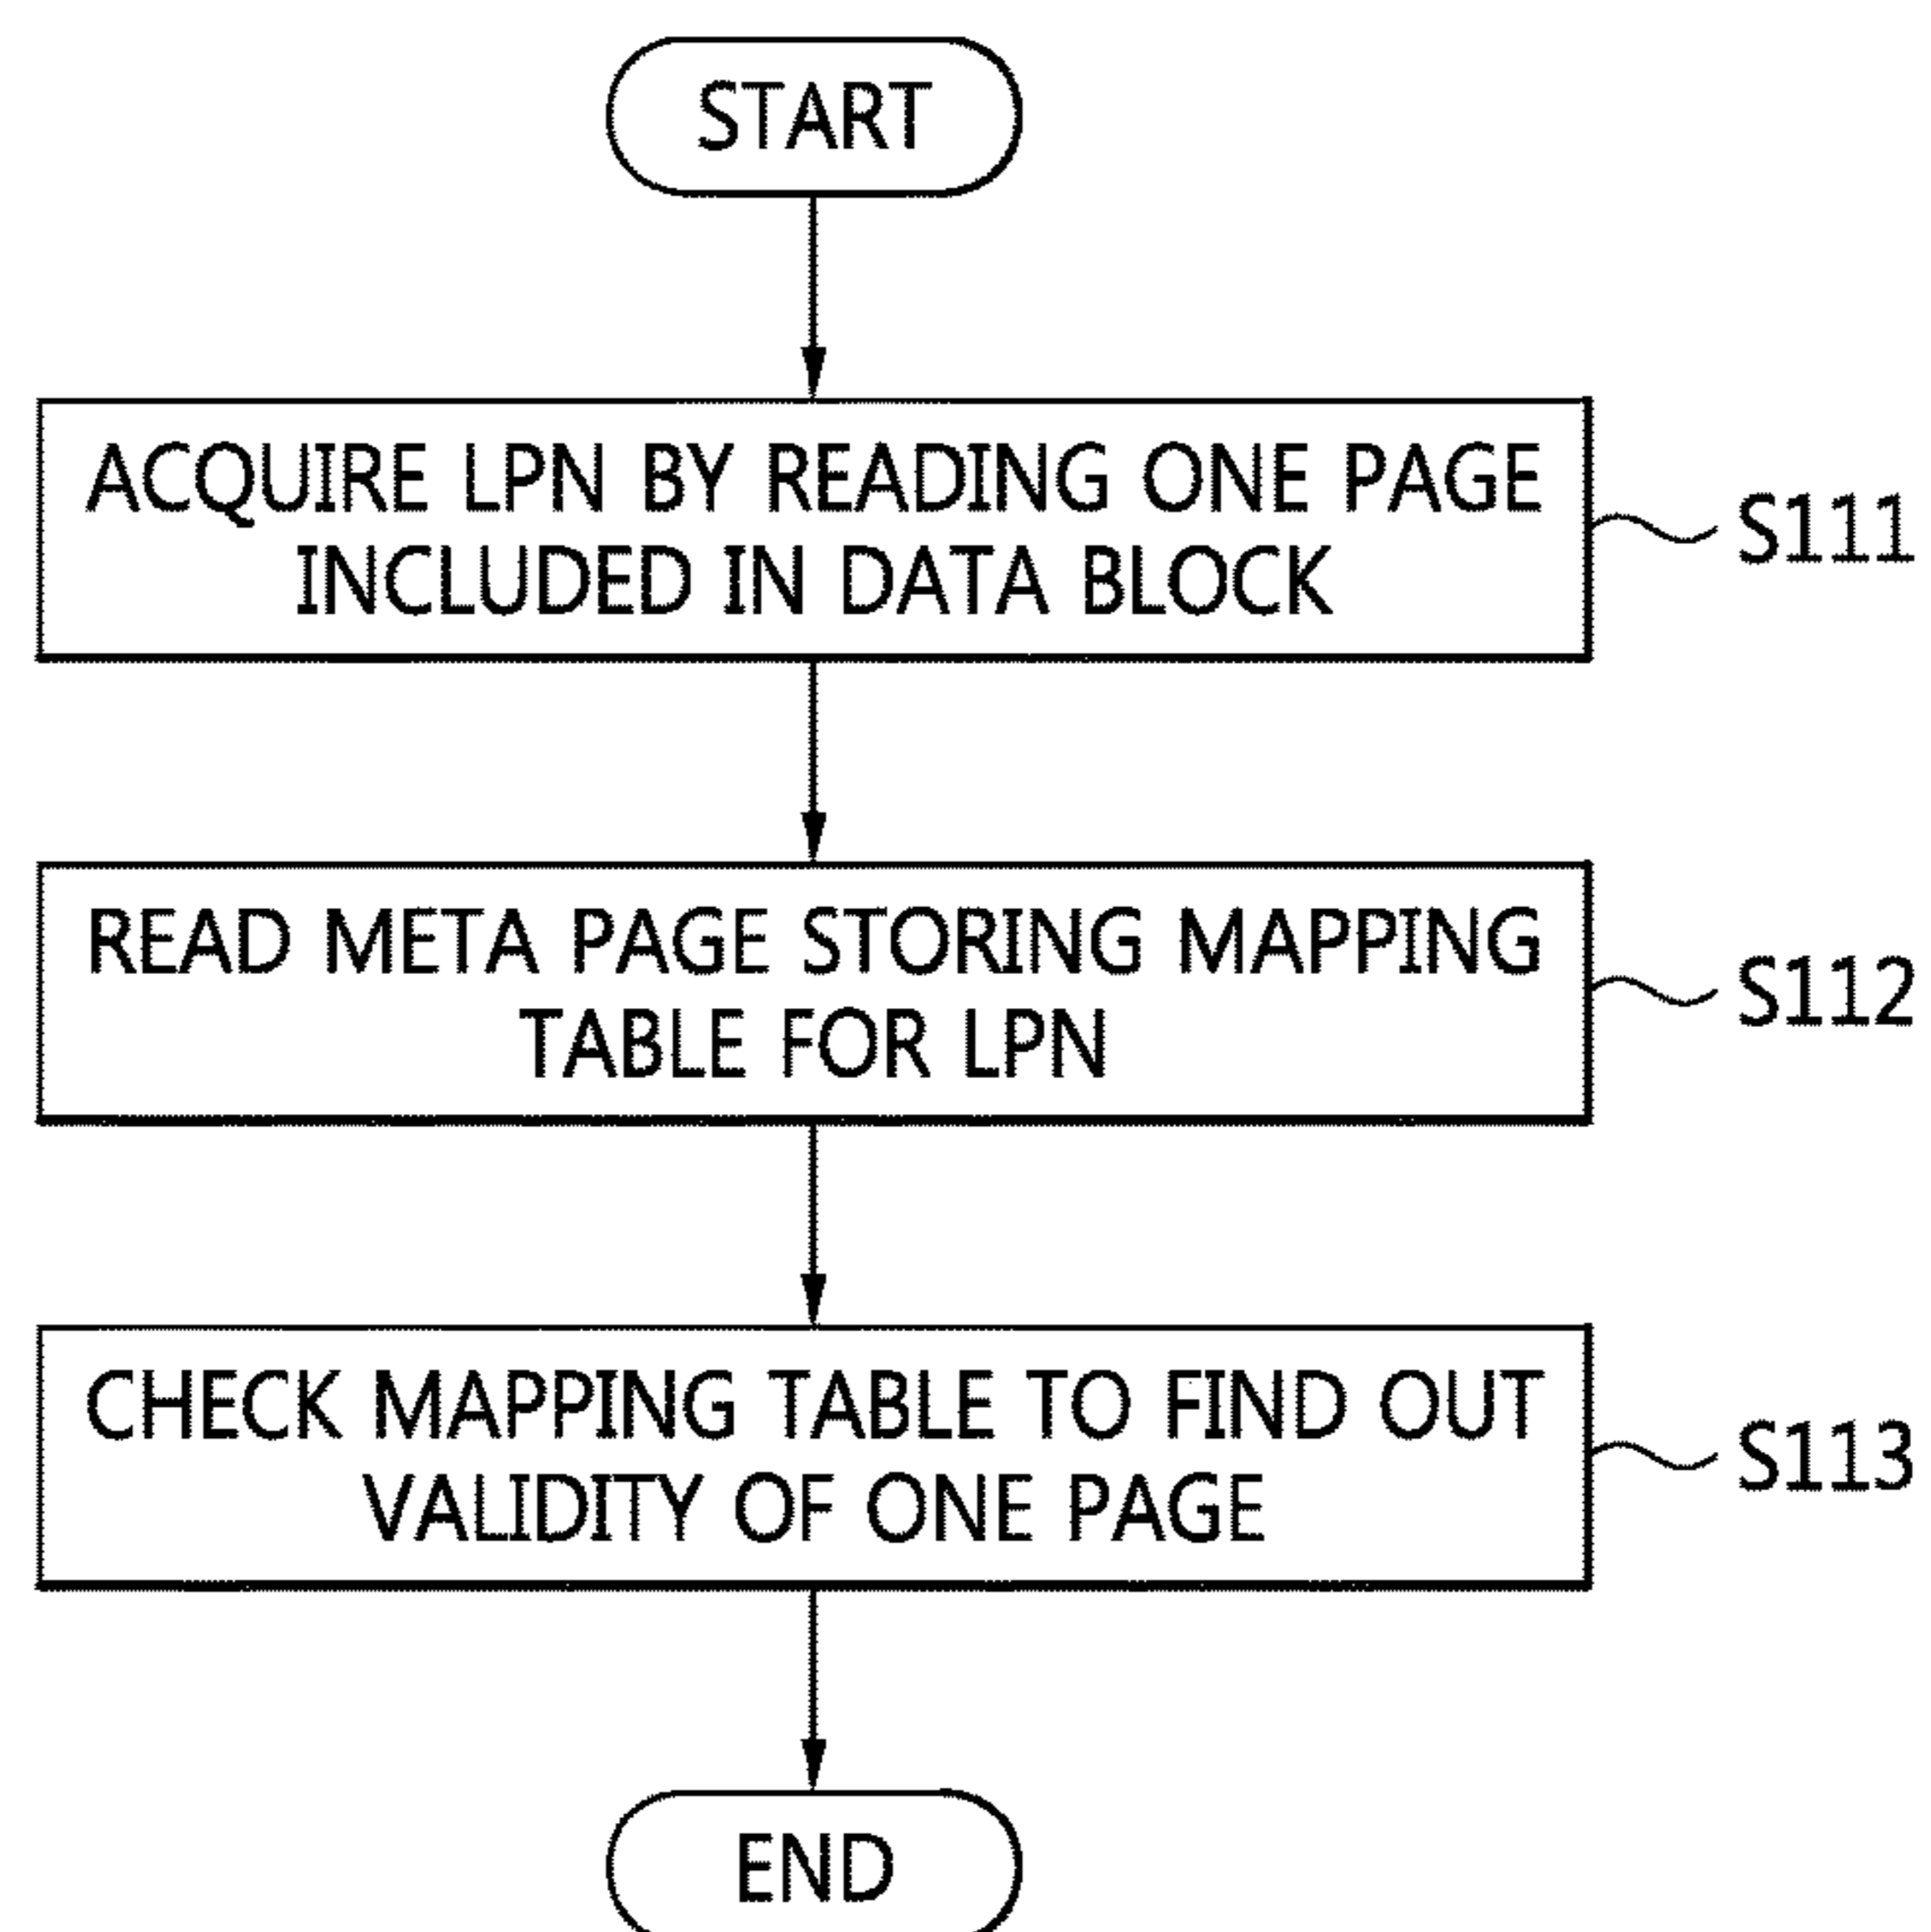 START
ACQUIRE LPN BY READING ONE PAGE
INCLUDED IN DATA BLOCK
S111
READ META PAGE STORING MAPPING
TABLE FOR LPN
S112
CHECK MAPPING TABLE TO FIND OUT
VALIDITY OF ONE PAGE
S113
END